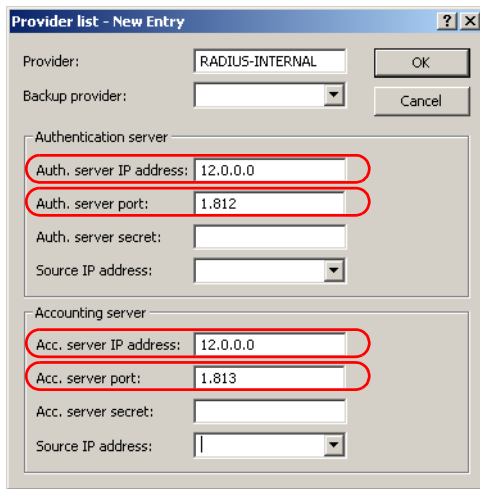 Provider list - New Entry
Provider: RADIUS-INTERNAL OK
Backup provider: Cancel
Authentication server
Auth. server IP address: 12.0.0.0
Auth. server port: 1.812
Auth. server secret:
Source IP address:
Accounting server
Acc. server IP address: 12.0.0.0
Acc. server port: 1.813
Acc. server secret:
Source IP address: